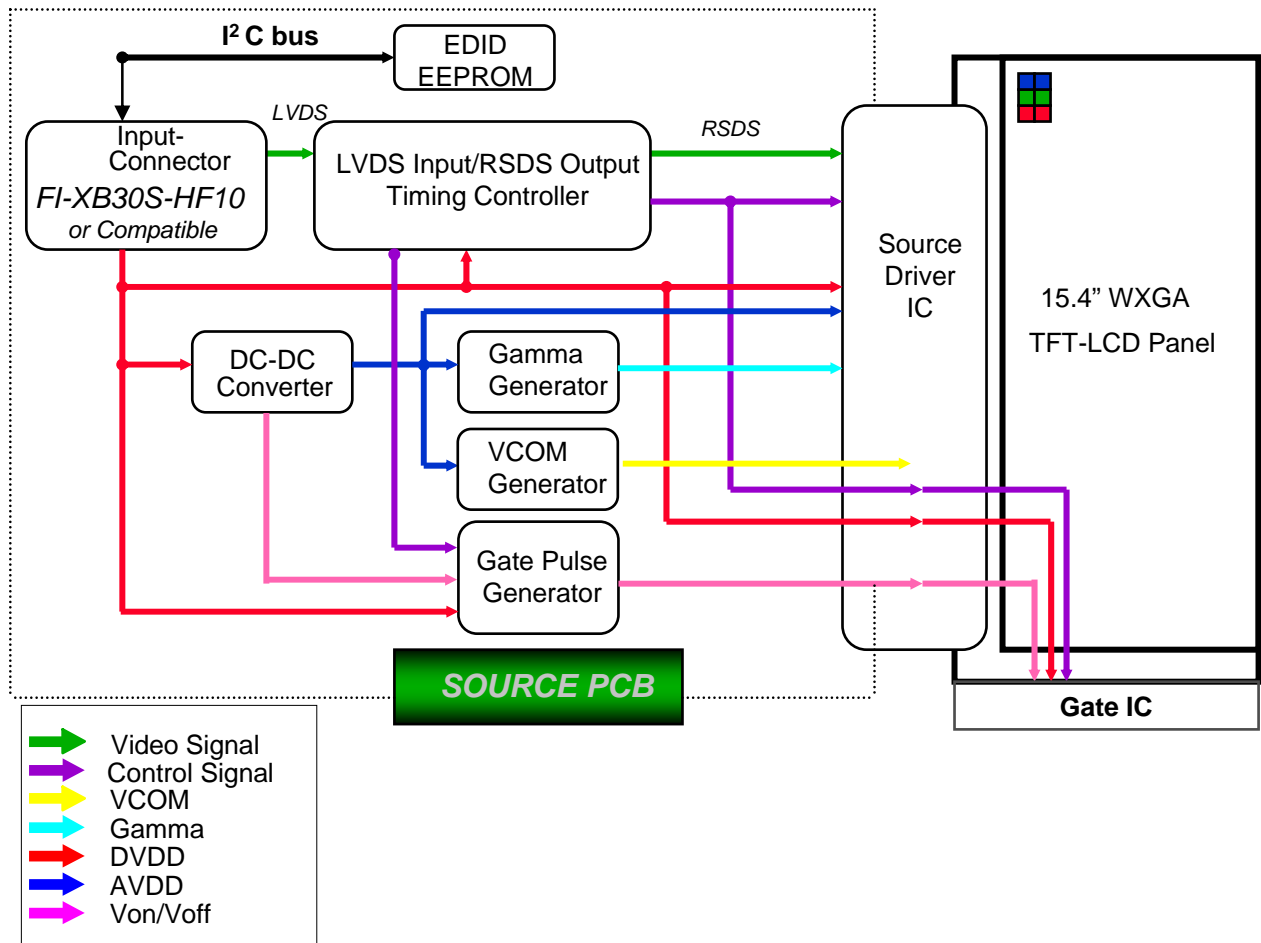 I² C bus
EDID
EEPROM
LVDS
RSDS
Input-
Connector
FI-XB30S-HF10
or Compatible
LVDS Input/RSDS Output
Timing Controller
Source
Driver
IC
15.4” WXGA
TFT-LCD Panel
DC-DC
Converter
Gamma
Generator
VCOM
Generator
Gate Pulse
Generator
SOURCE PCB
Gate IC
Video Signal
Control Signal
VCOM
Gamma
DVDD
AVDD
Von/Voff